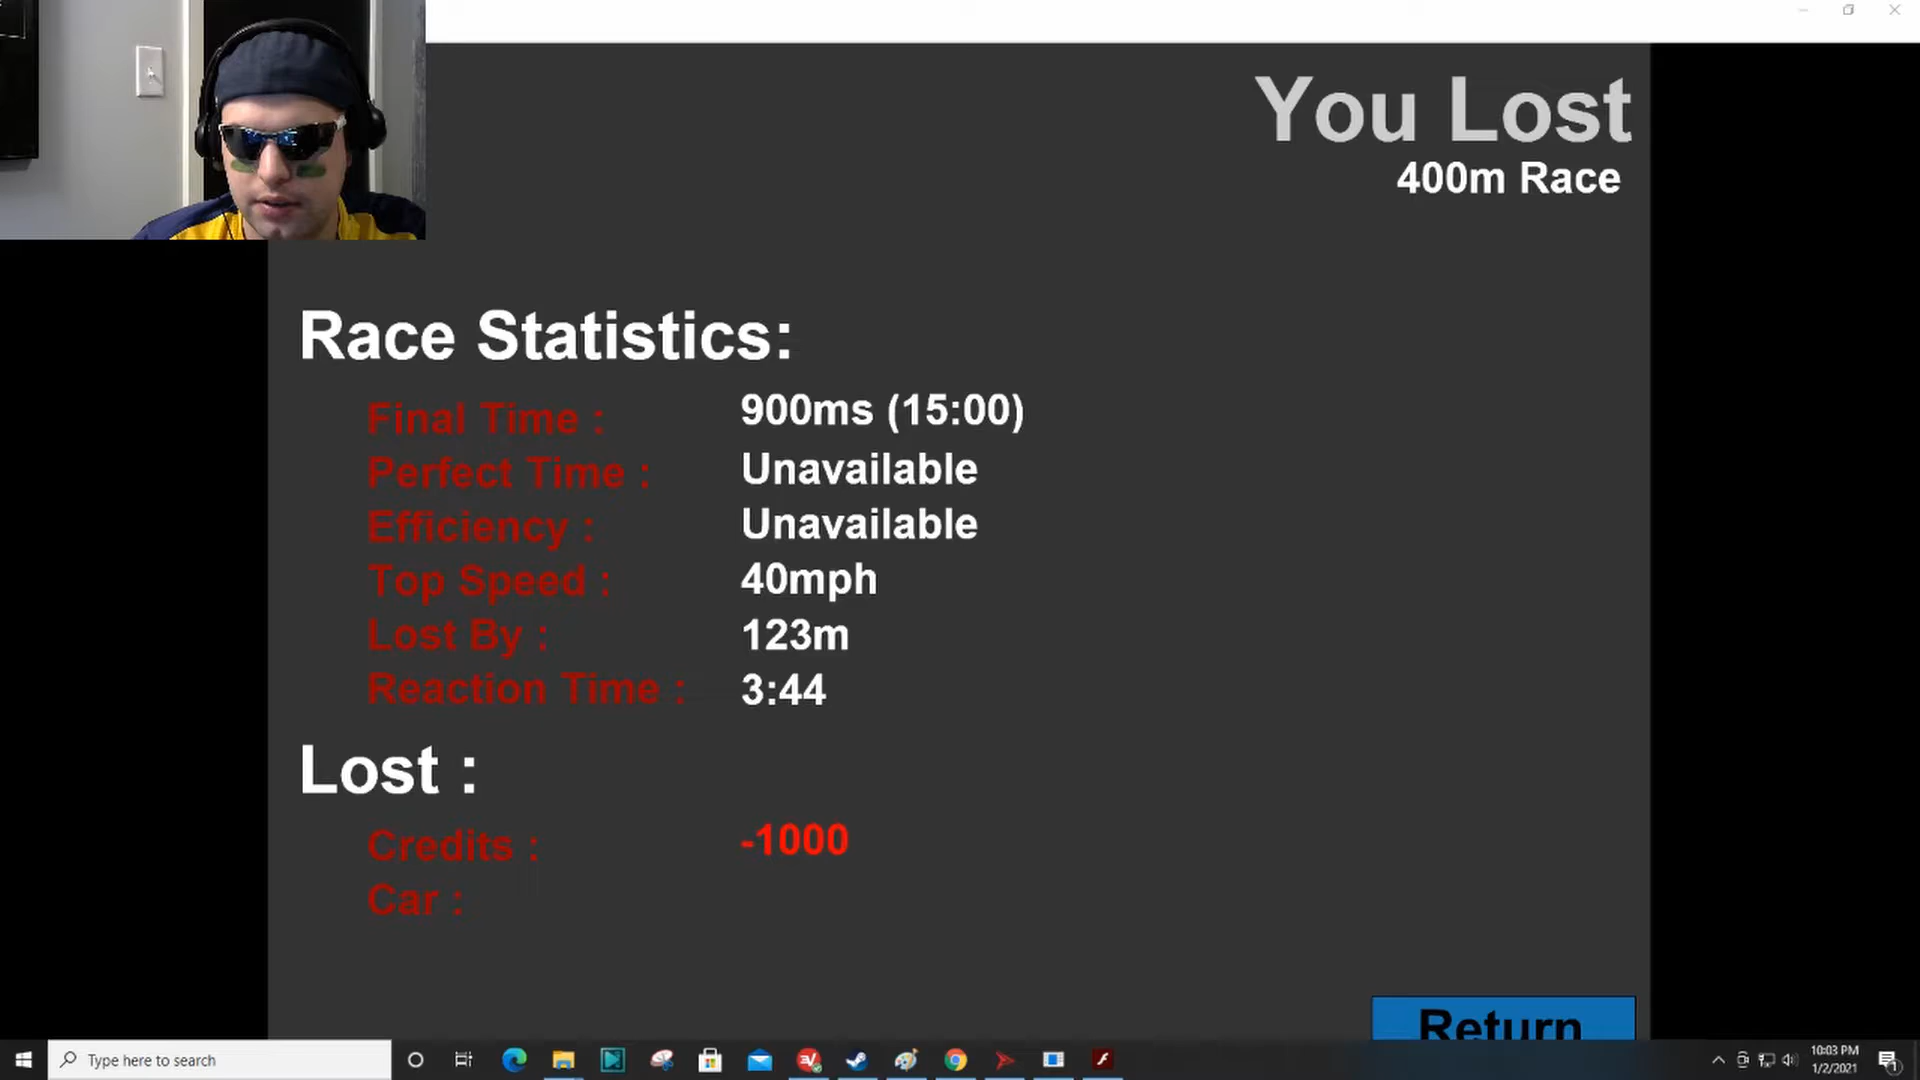 You Lost
400m Race
Race Statistics:
Final Time : 900ms (15:00)
Perfect Time : Unavailable
Efficiency : Unavailable
Top Speed : 40mph
Lost By : 123m
Reaction Time : 3:44
Lost :
Credits : -1000
Car :
Return
Type here to search
10:03 PM
1/2/2021
1